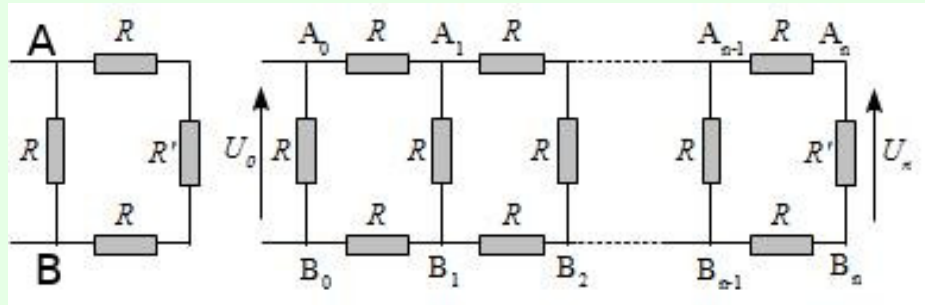 A R A₀ R A₁ R Aₙ₋₁ R Aₙ
R R' U₀ R R R R R' Uₙ
R R R R
B B₀ B₁ B₂ Bₙ₋₁ Bₙ